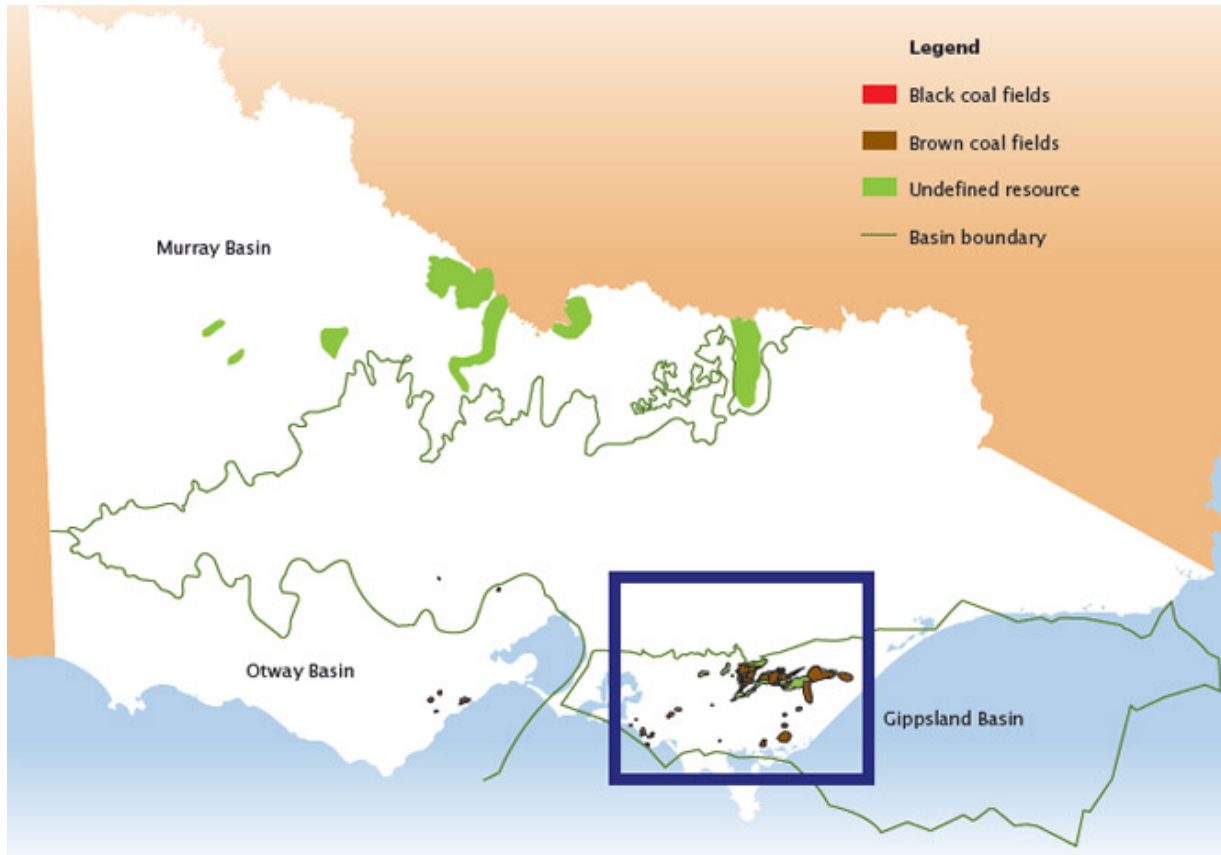 Legend
Black coal fields
Brown coal fields
Undefined resource
Basin boundary
Murray Basin
Otway Basin
Gippsland Basin